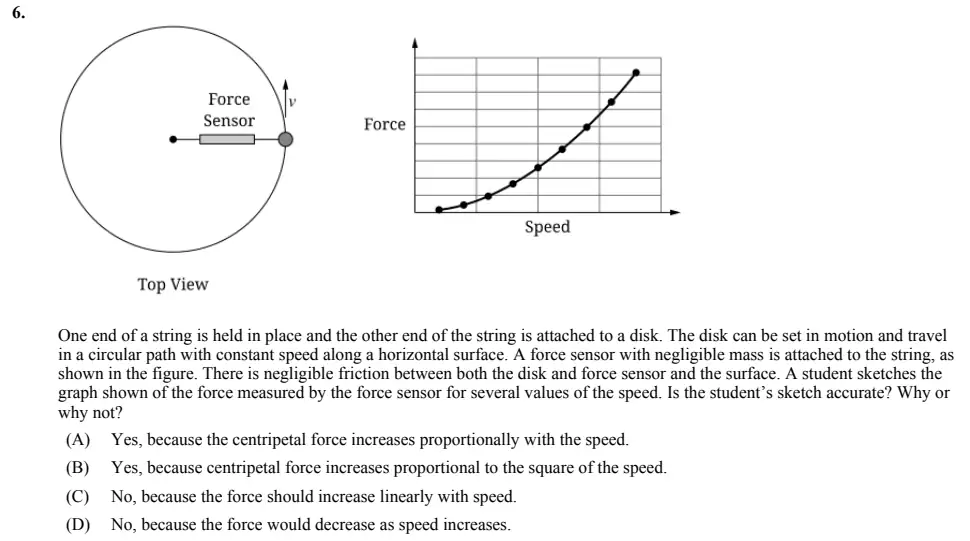 6.
Force
Sensor
v
Top View
Force
Speed
One end of a string is held in place and the other end of the string is attached to a disk. The disk can be set in motion and travel
in a circular path with constant speed along a horizontal surface. A force sensor with negligible mass is attached to the string, as
shown in the figure. There is negligible friction between both the disk and force sensor and the surface. A student sketches the
graph shown of the force measured by the force sensor for several values of the speed. Is the student's sketch accurate? Why or
why not?
(A) Yes, because the centripetal force increases proportionally with the speed.
(B) Yes, because centripetal force increases proportional to the square of the speed.
(C) No, because the force should increase linearly with speed.
(D) No, because the force would decrease as speed increases.